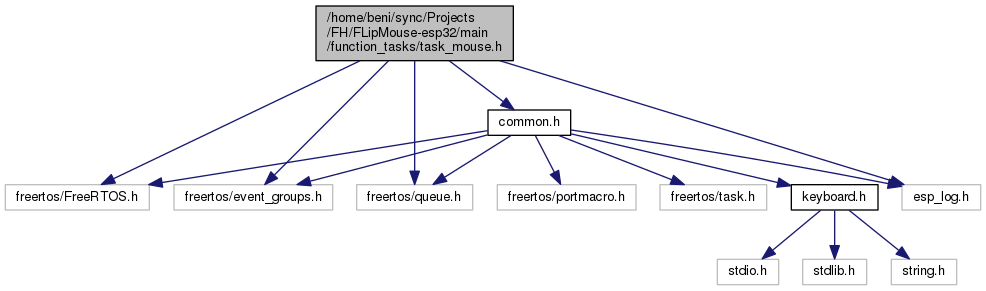 /home/beni/sync/Projects
/FH/FLipMouse-esp32/main
/function_tasks/task_mouse.h
common.h
freertos/FreeRTOS.h
freertos/event_groups.h
freertos/queue.h
freertos/portmacro.h
freertos/task.h
keyboard.h
esp_log.h
stdio.h
stdlib.h
string.h